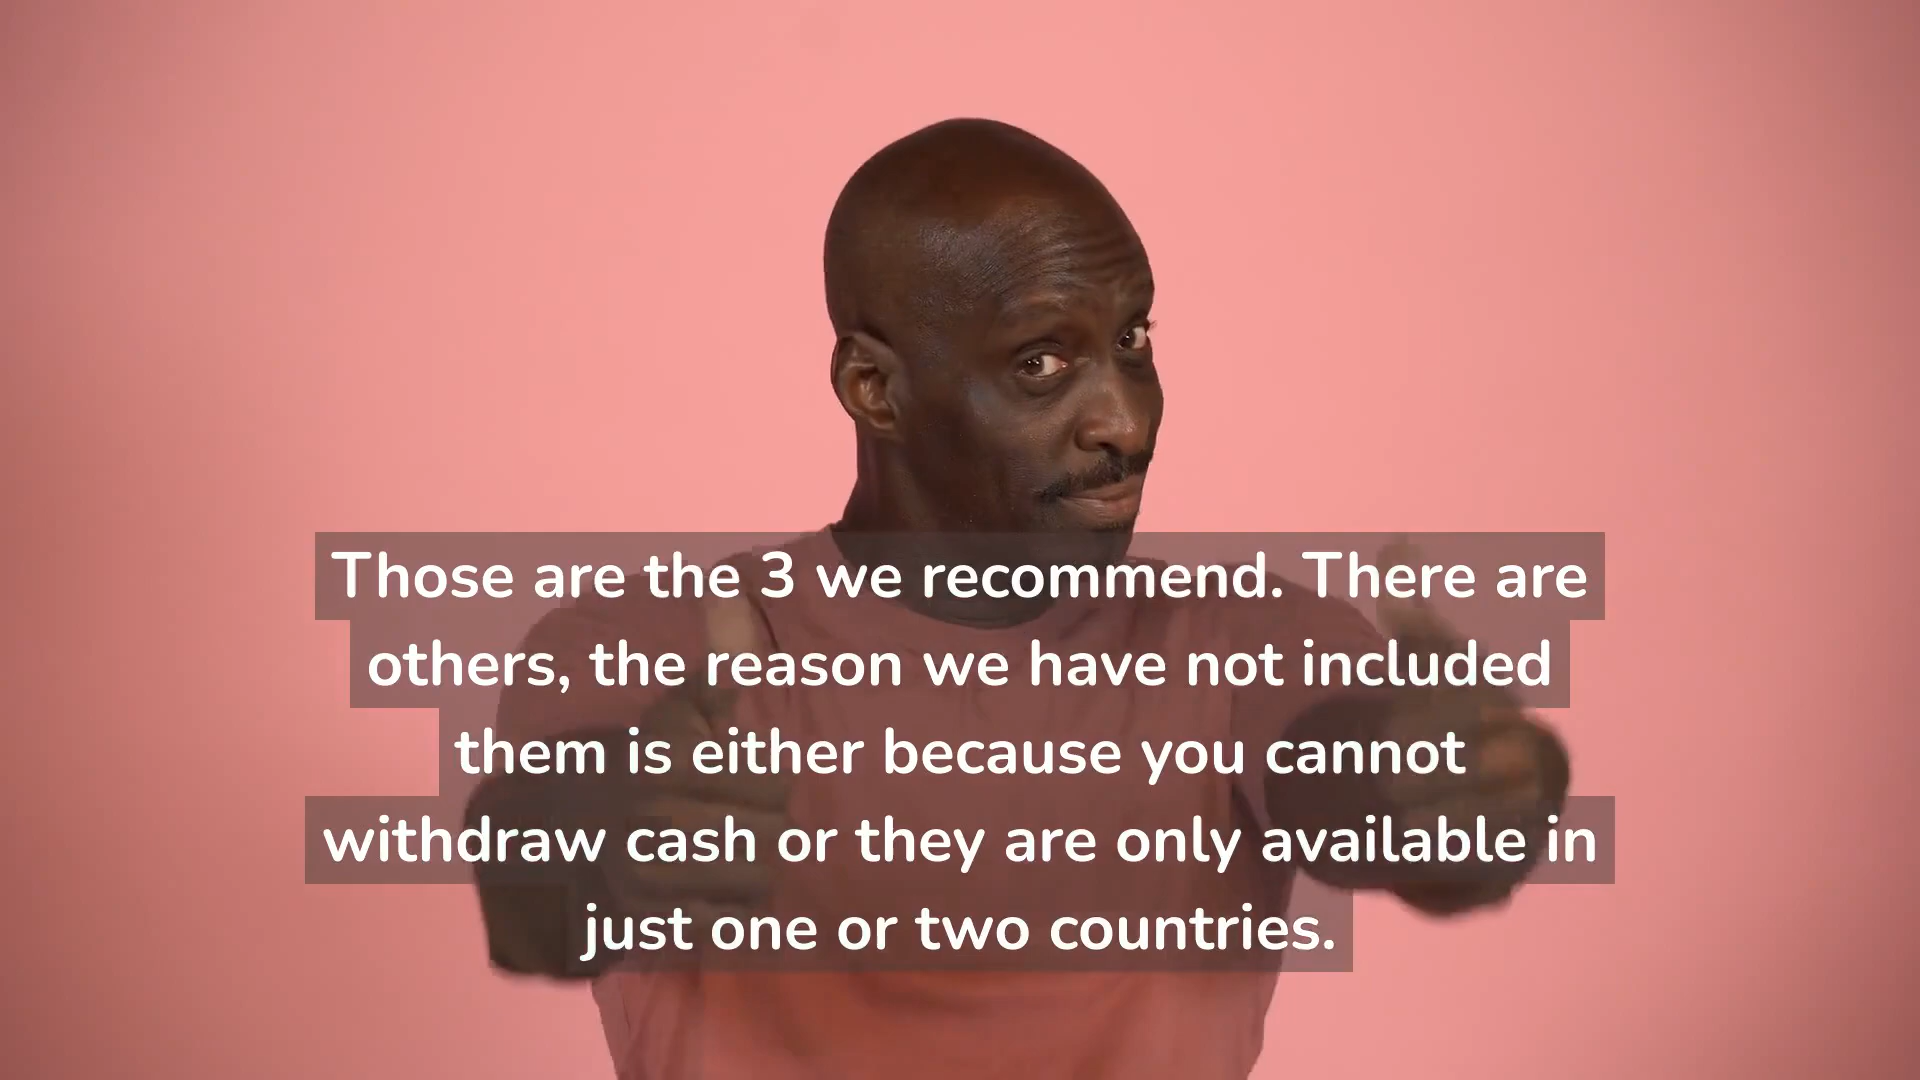 Those are the 3 we recommend. There are
others, the reason we have not included
them is either because you cannot
withdraw cash or they are only available in
just one or two countries.